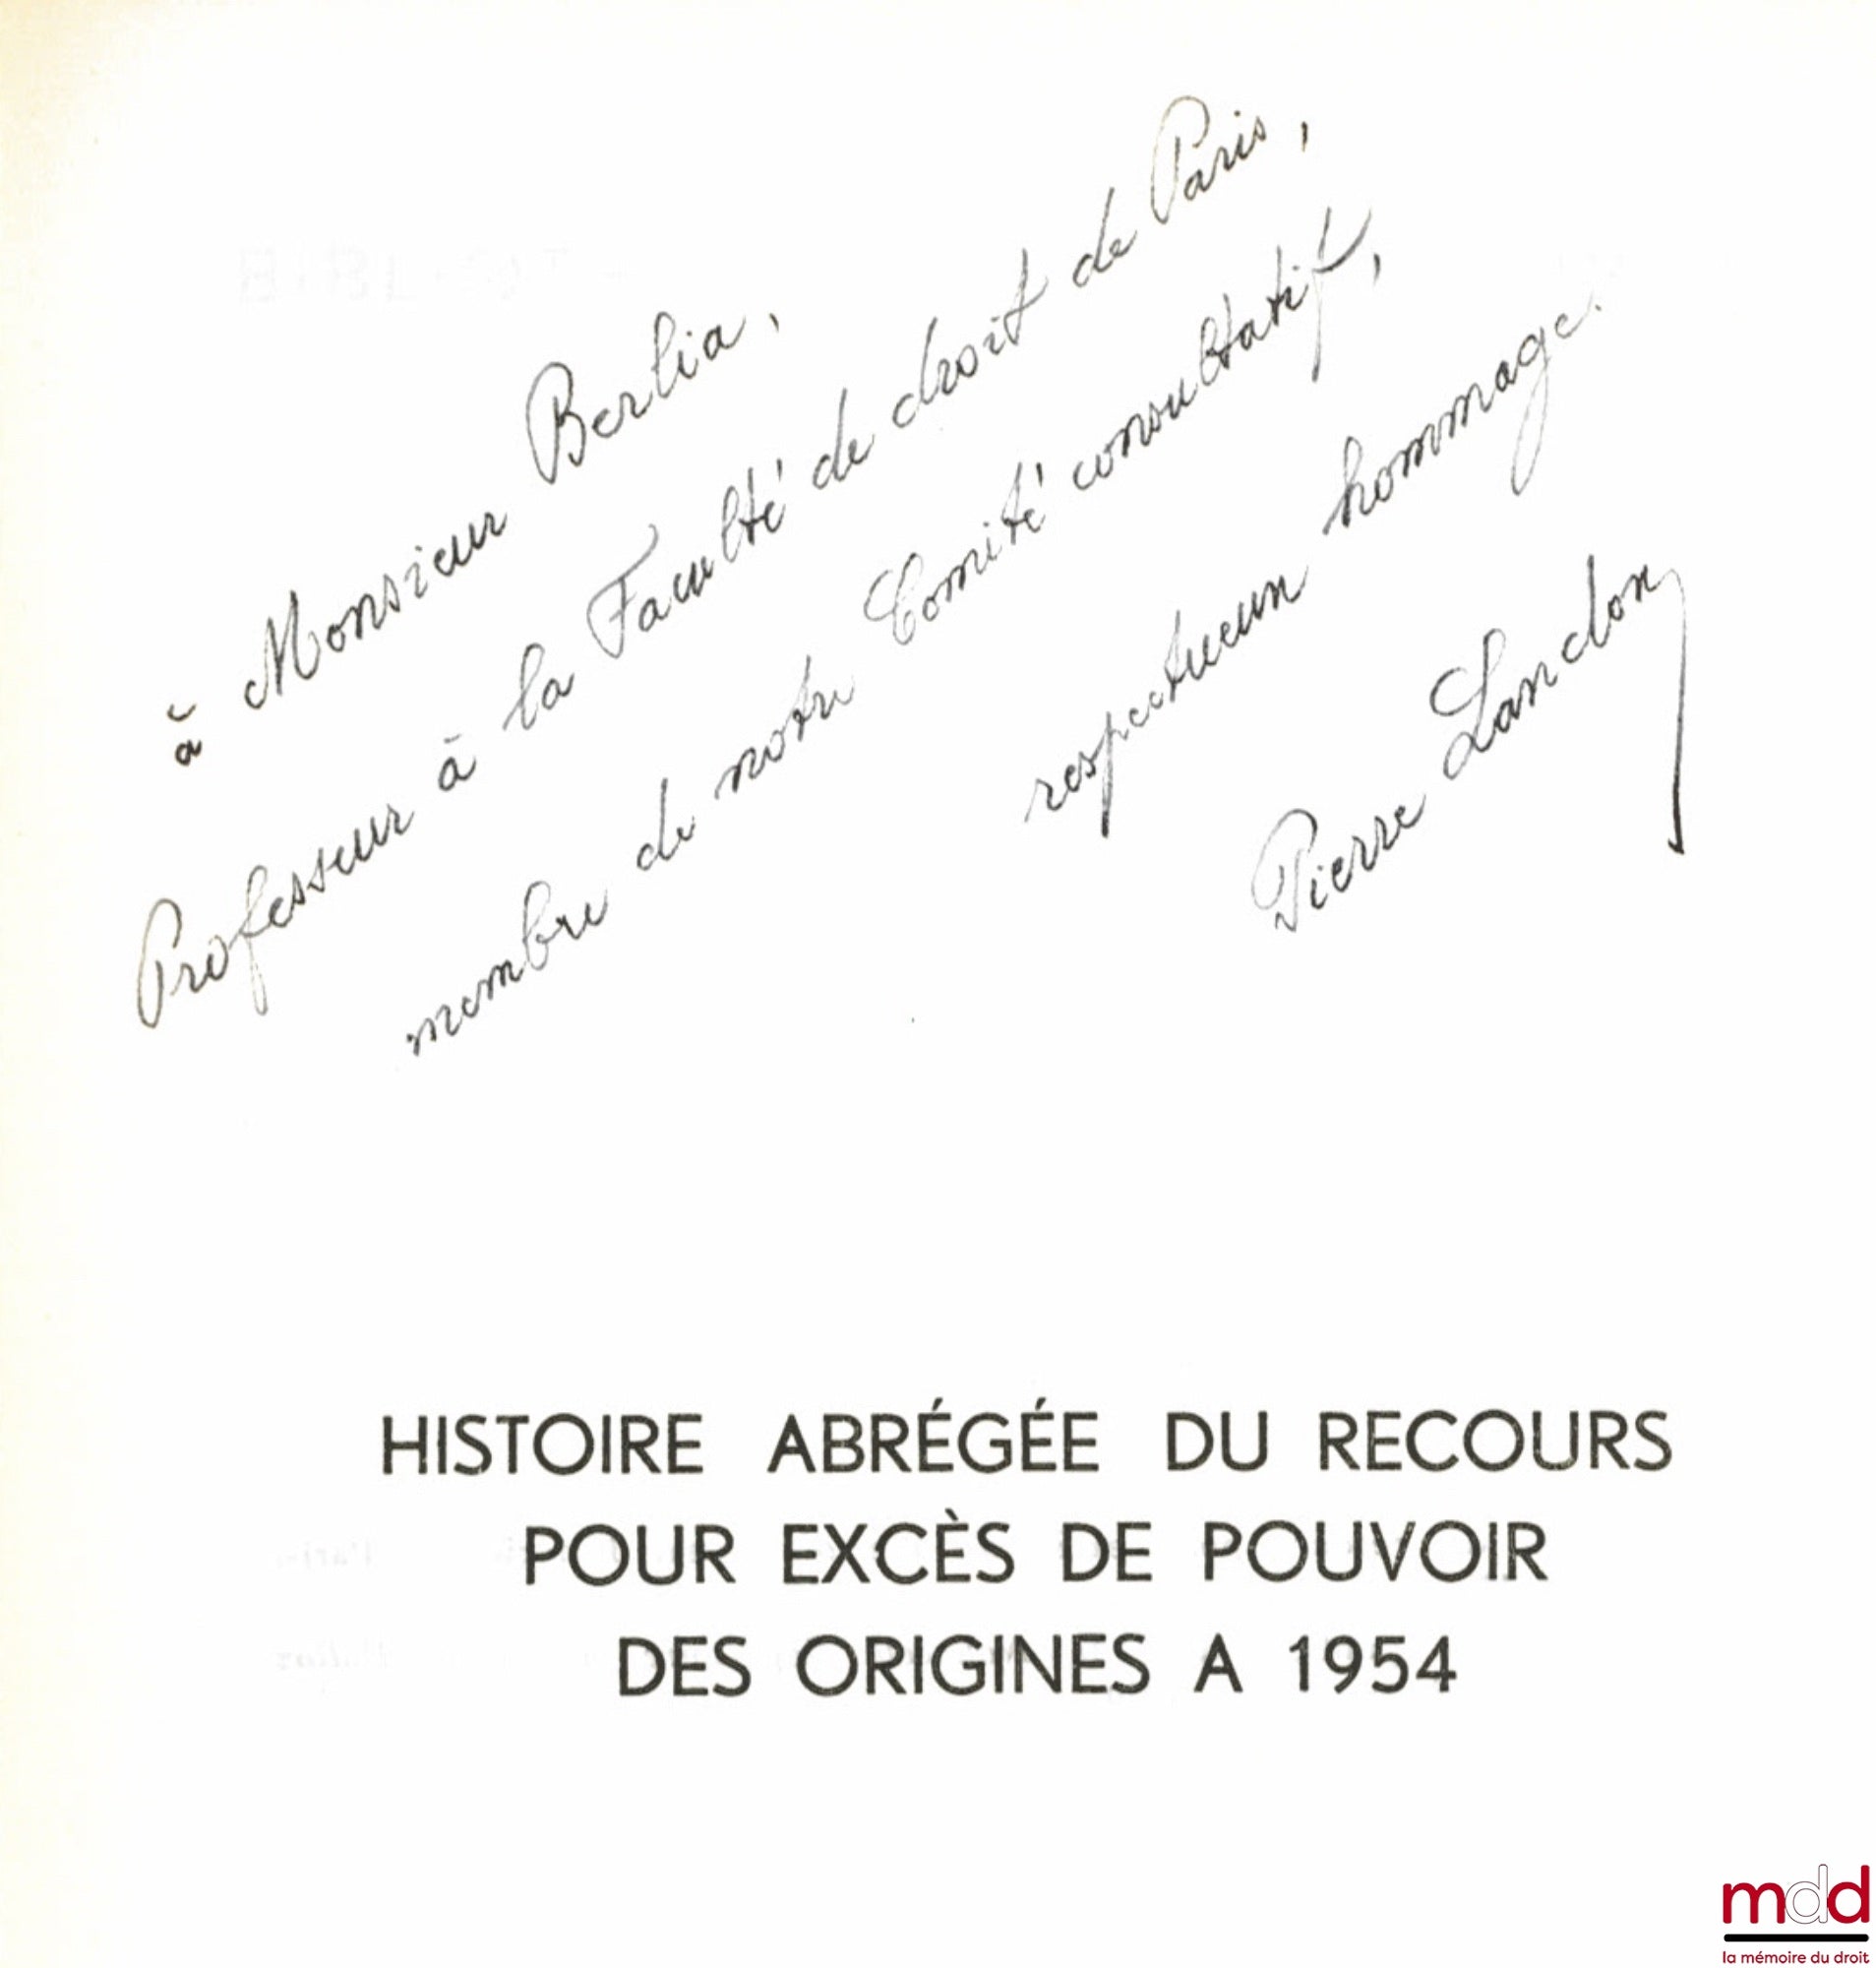 à Monsieur Berlia,
Professeur à la Faculté de droit de Paris,
membre de notre Comité consultatif,
respectueux hommage.
Pierre Landon
HISTOIRE ABRÉGÉE DU RECOURS
POUR EXCÈS DE POUVOIR
DES ORIGINES A 1954
mdd
la mémoire du droit